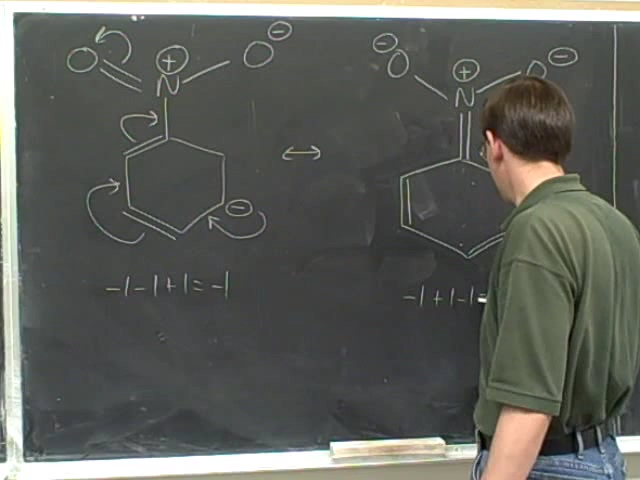 O N + O −
− O N + O −
−
↔
-1-1+1=-1
-1+1-1=